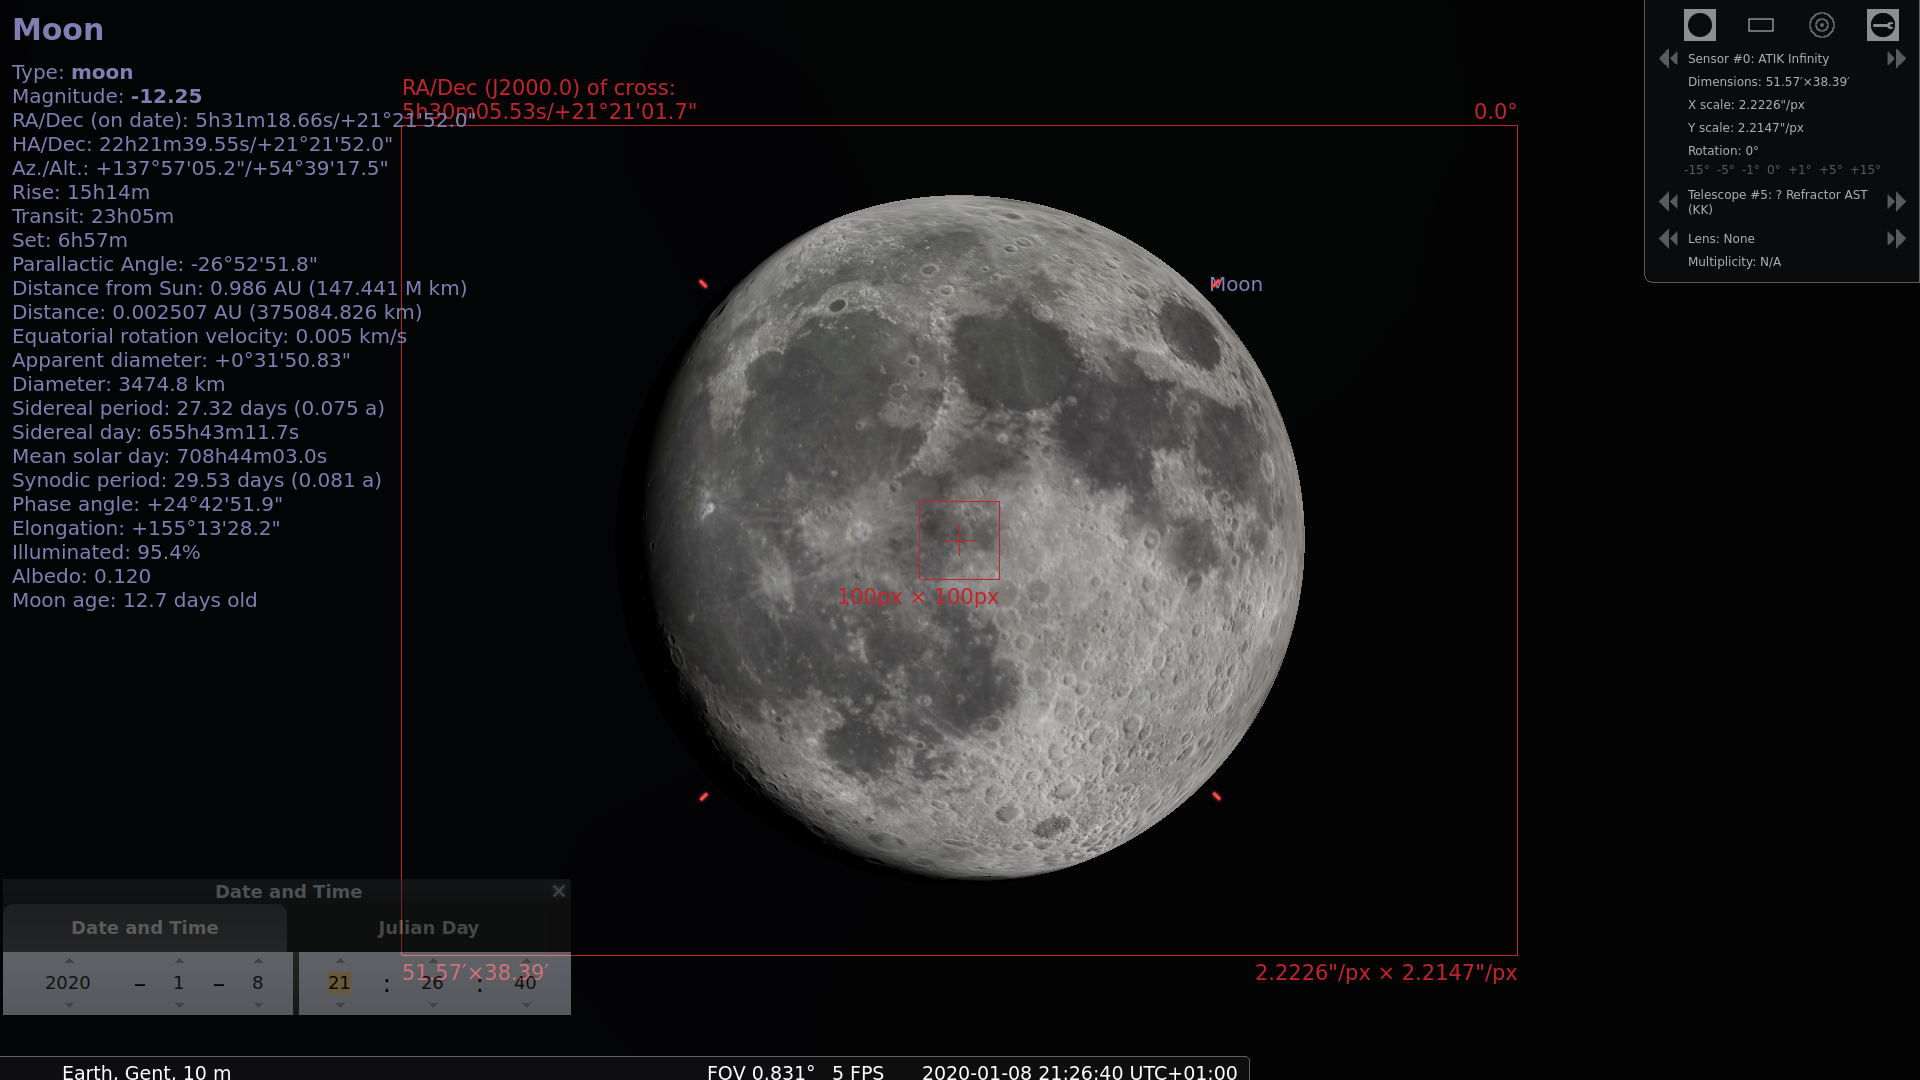 Moon
Type: moon
Magnitude: -12.25
RA/Dec (on date): 5h31m18.66s/+21°21'52.0"
HA/Dec: 22h21m39.55s/+21°21'52.0"
Az./Alt.: +137°57'05.2"/+54°39'17.5"
Rise: 15h14m
Transit: 23h05m
Set: 6h57m
Parallactic Angle: -26°52'51.8"
Distance from Sun: 0.986 AU (147.441 M km)
Distance: 0.002507 AU (375084.826 km)
Equatorial rotation velocity: 0.005 km/s
Apparent diameter: +0°31'50.83"
Diameter: 3474.8 km
Sidereal period: 27.32 days (0.075 a)
Sidereal day: 655h43m11.7s
Mean solar day: 708h44m03.0s
Synodic period: 29.53 days (0.081 a)
Phase angle: +24°42'51.9"
Elongation: +155°13'28.2"
Illuminated: 95.4%
Albedo: 0.120
Moon age: 12.7 days old
RA/Dec (J2000.0) of cross:
5h30m05.53s/+21°21'01.7"
0.0°
Moon
100px × 100px
51.57′×38.39′
2.2226"/px × 2.2147"/px
Sensor #0: ATIK Infinity
Dimensions: 51.57′×38.39′
X scale: 2.2226"/px
Y scale: 2.2147"/px
Rotation: 0°
-15° -5° -1° 0° +1° +5° +15°
Telescope #5: ? Refractor AST
(KK)
Lens: None
Multiplicity: N/A
Date and Time
Date and Time
Julian Day
2020 – 1 – 8 21 : 26 : 40
Earth, Gent, 10 m
FOV 0.831° 5 FPS 2020-01-08 21:26:40 UTC+01:00